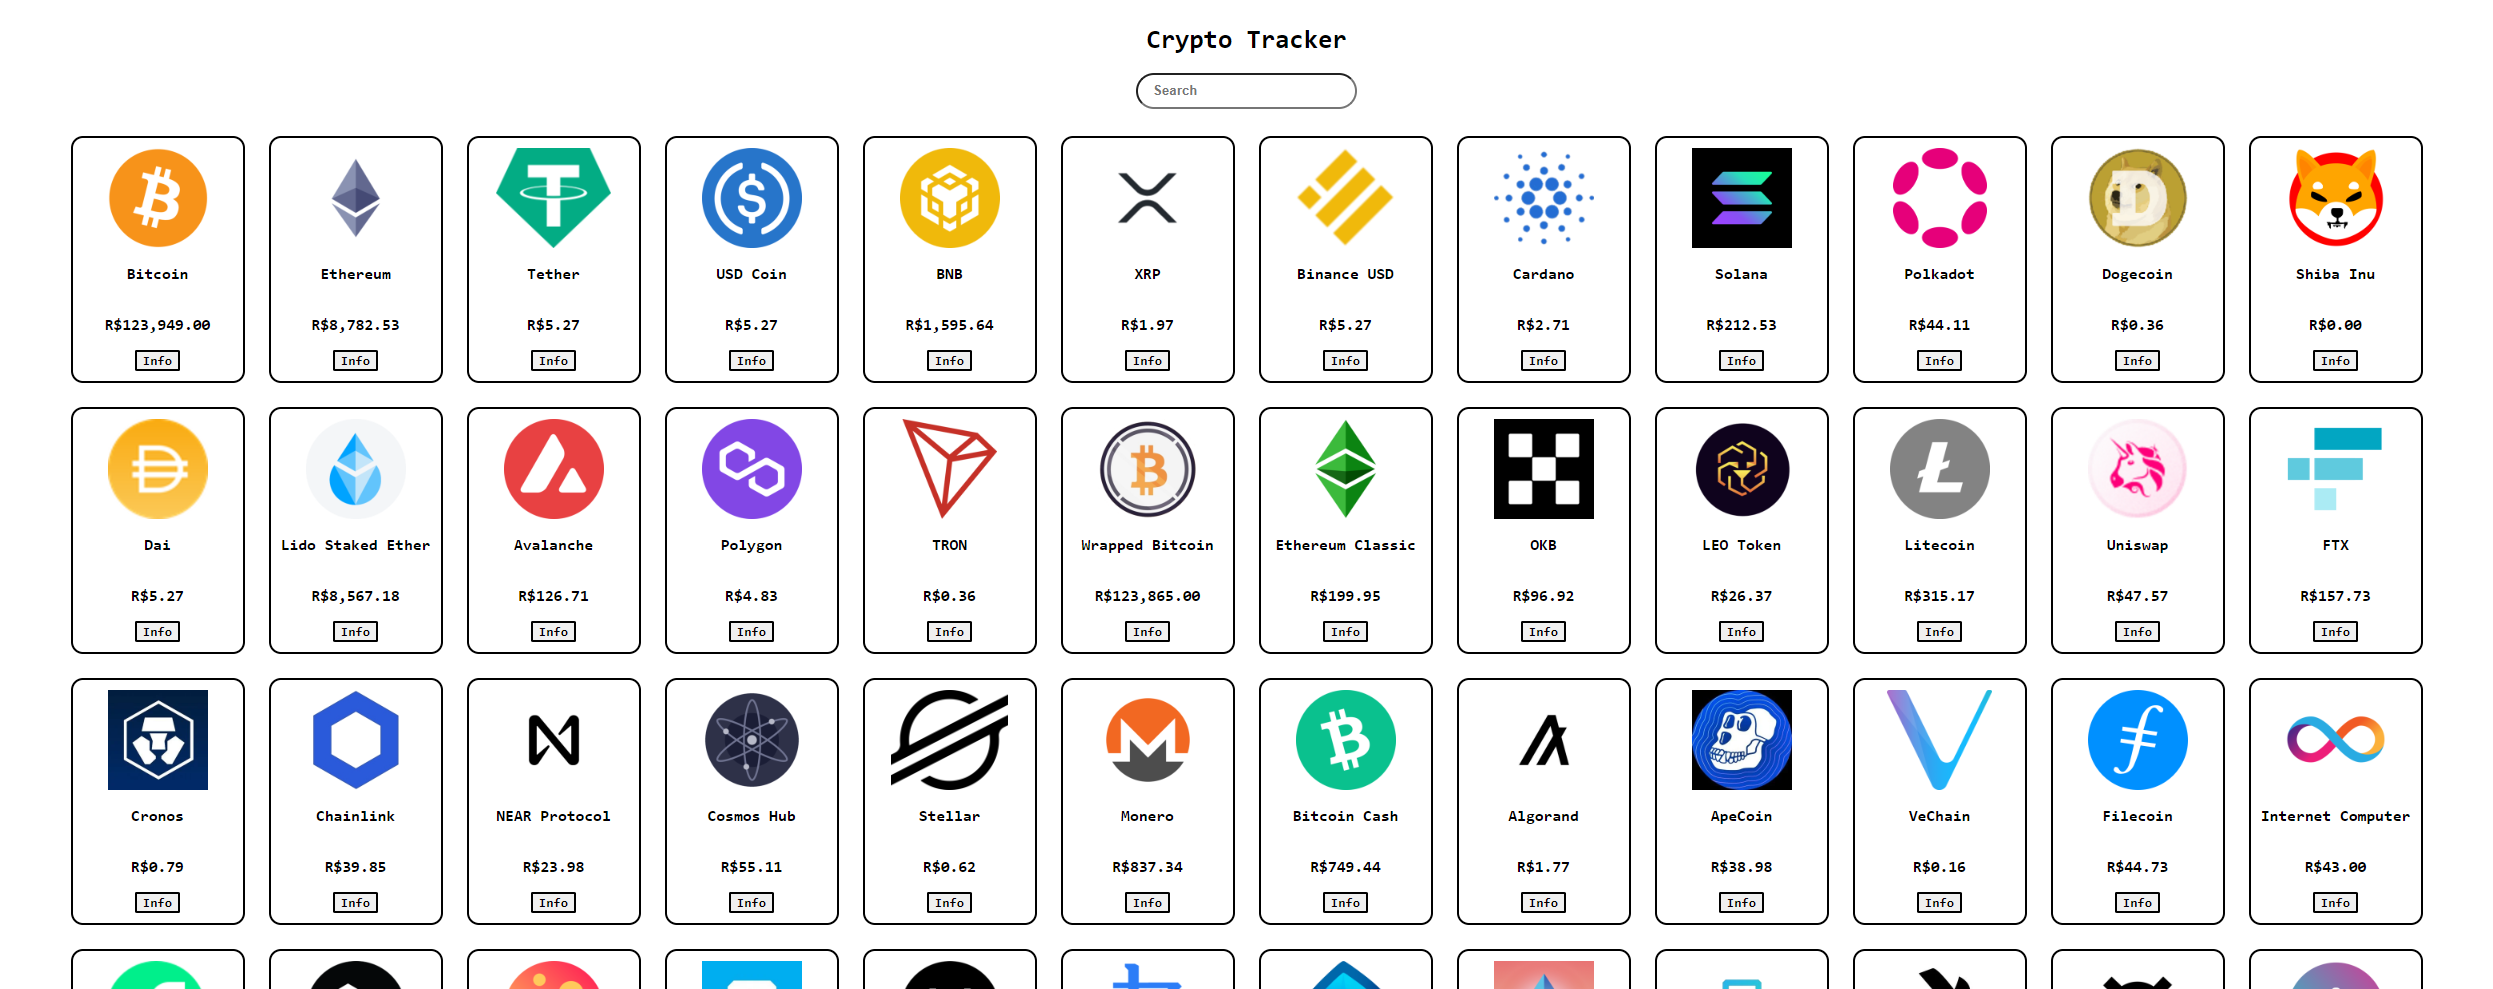 Crypto Tracker
Search
Bitcoin Ethereum Tether USD Coin BNB XRP Binance USD Cardano Solana Polkadot Dogecoin Shiba Inu
R$123,949.00 R$8,782.53 R$5.27 R$5.27 R$1,595.64 R$1.97 R$5.27 R$2.71 R$212.53 R$44.11 R$0.36 R$0.00
Info Info Info Info Info Info Info Info Info Info Info Info
Dai Lido Staked Ether Avalanche Polygon TRON Wrapped Bitcoin Ethereum Classic OKB LEO Token Litecoin Uniswap FTX
R$5.27 R$8,567.18 R$126.71 R$4.83 R$0.36 R$123,865.00 R$199.95 R$96.92 R$26.37 R$315.17 R$47.57 R$157.73
Info Info Info Info Info Info Info Info Info Info Info Info
Cronos Chainlink NEAR Protocol Cosmos Hub Stellar Monero Bitcoin Cash Algorand ApeCoin VeChain Filecoin Internet Computer
R$0.79 R$39.85 R$23.98 R$55.11 R$0.62 R$837.34 R$749.44 R$1.77 R$38.98 R$0.16 R$44.73 R$43.00
Info Info Info Info Info Info Info Info Info Info Info Info